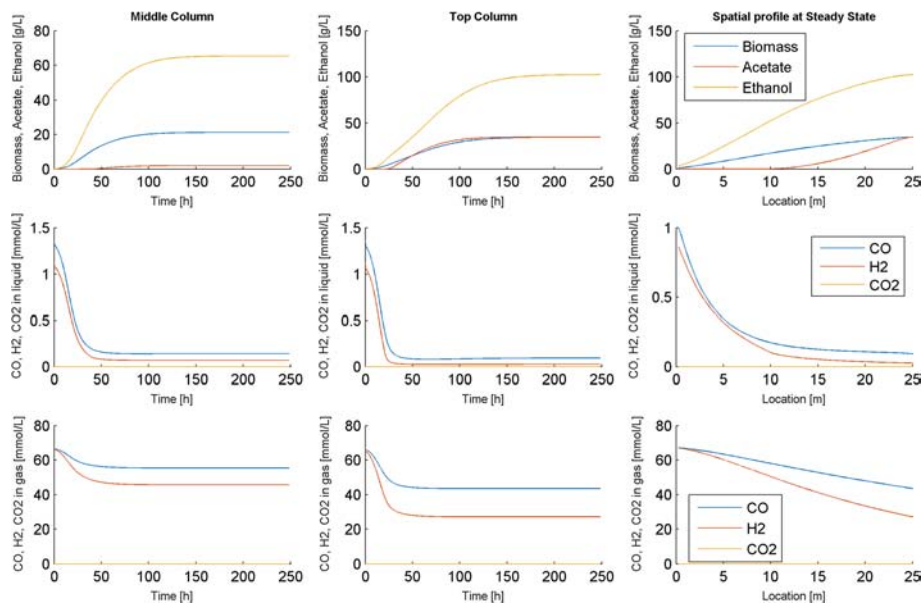 Middle Column
Top Column
Spatial profile at Steady State
Biomass, Acetate, Ethanol [g/L]
80
60
40
20
0
0 50 100 150 200 250
Time [h]
Biomass, Acetate, Ethanol [g/L]
150
100
50
0
0 50 100 150 200 250
Time [h]
Biomass, Acetate, Ethanol [g/L]
150
100
50
0
Biomass
Acetate
Ethanol
0 5 10 15 20 25
Location [m]
CO, H2, CO2 in liquid [mmol/L]
1.5
1
0.5
0
0 50 100 150 200 250
Time [h]
CO, H2, CO2 in liquid [mmol/L]
1.5
1
0.5
0
0 50 100 150 200 250
Time [h]
CO, H2, CO2 in liquid [mmol/L]
1
0.5
0
CO
H2
CO2
0 5 10 15 20 25
Location [m]
CO, H2, CO2 in gas [mmol/L]
80
60
40
20
0
0 50 100 150 200 250
Time [h]
CO, H2, CO2 in gas [mmol/L]
80
60
40
20
0
0 50 100 150 200 250
Time [h]
CO, H2, CO2 in gas [mmol/L]
80
60
40
20
0
CO
H2
CO2
0 5 10 15 20 25
Location [m]